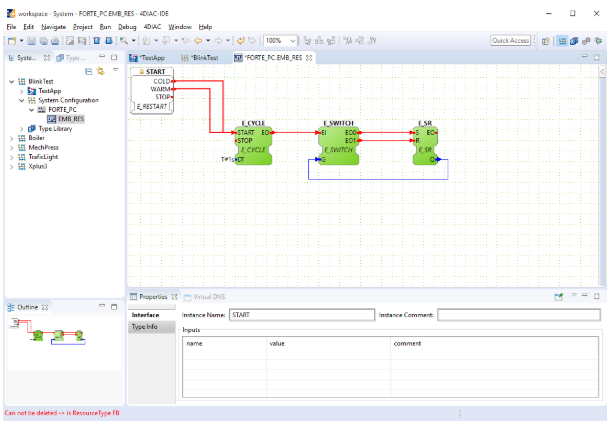 workspace - System - FORTE_PC.EMB_RES - 4DIAC-IDE
File Edit Navigate Project Run Debug 4DIAC Window Help
100%
Quick Access
Syste...
Type ...
*TestApp
*BlinkTest
*FORTE_PC.EMB_RES
BlinkTest
TestApp
System Configuration
FORTE_PC
EMB_RES
Type Library
Boiler
MechPress
TraficLight
Xplus3
START
COLD
WARM
STOP
E_RESTART
E_CYCLE
START EO
STOP
E_CYCLE
T#1s DT
E_SWITCH
EI EO0
EO1
E_SWITCH
G
E_SR
S EO
R
E_SR
Q
Outline
Properties
Virtual DNS
Interface
Type Info
Instance Name: START
Instance Comment:
Inputs
name value comment
Can not be deleted -> is ResourceType FB